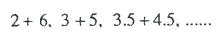 2 + 6, 3 + 5, 3.5 + 4.5, ......